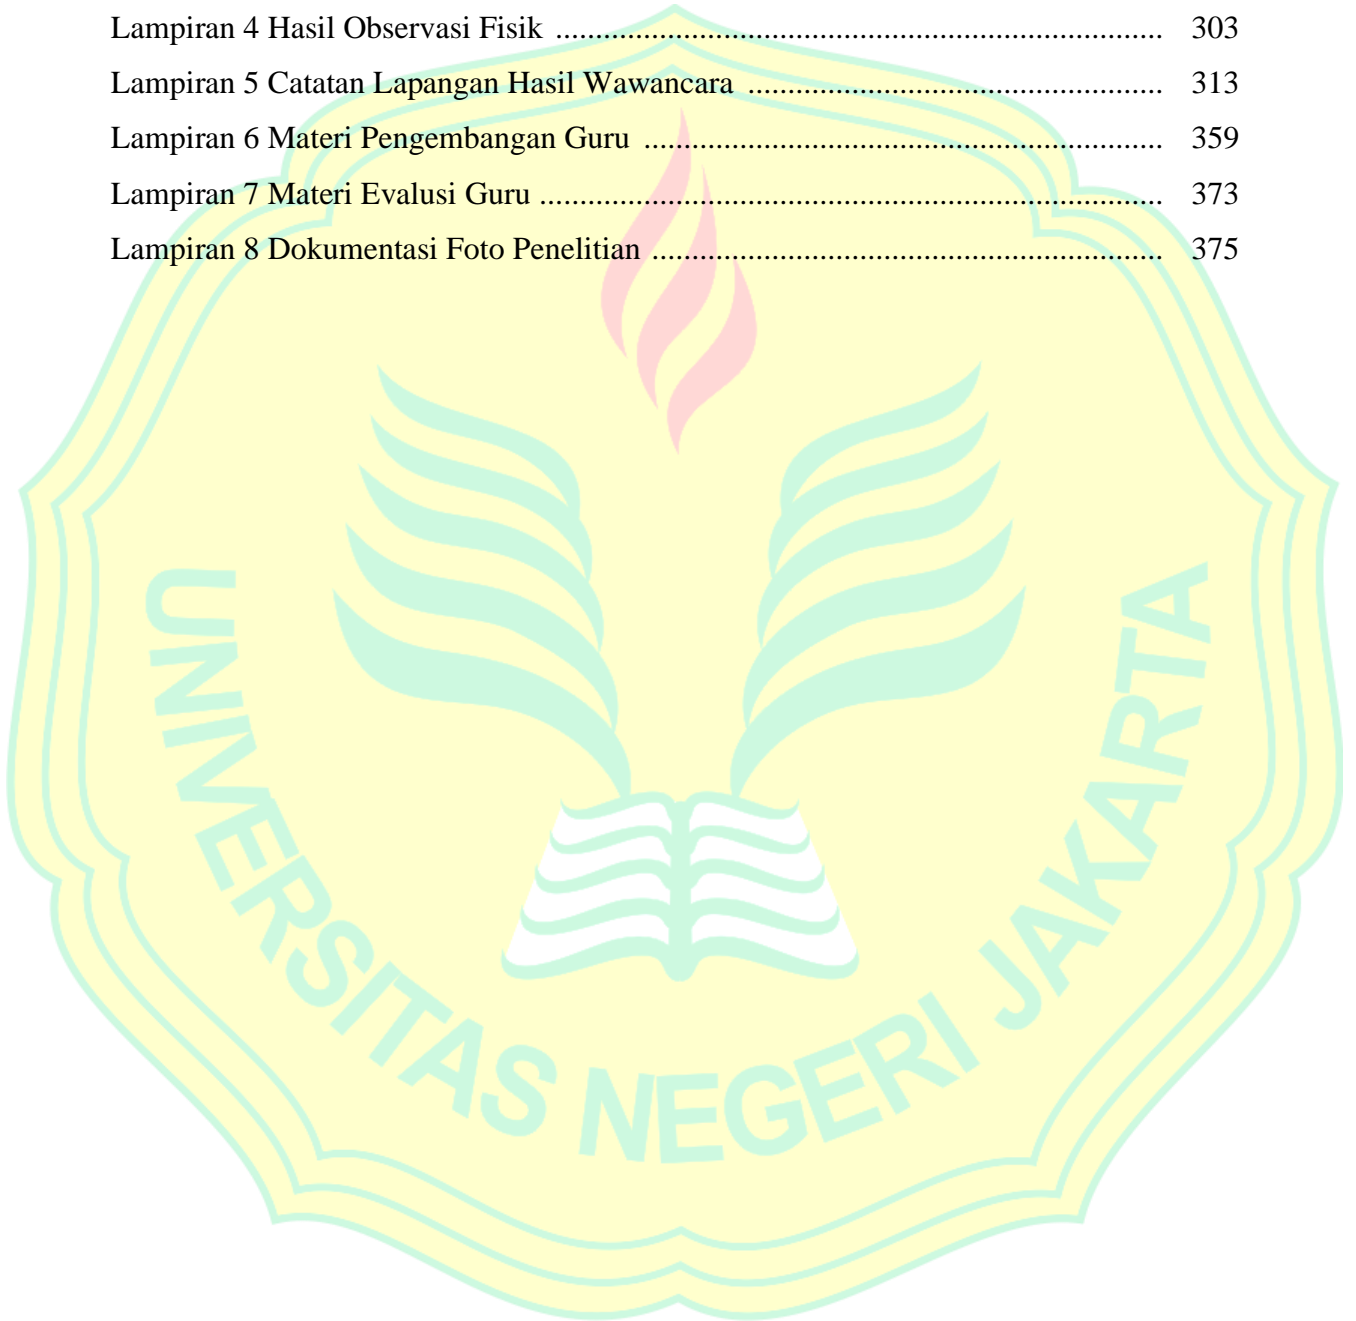 Lampiran 4 Hasil Observasi Fisik ............................................................................ 303
Lampiran 5 Catatan Lapangan Hasil Wawancara .................................................... 313
Lampiran 6 Materi Pengembangan Guru ................................................................. 359
Lampiran 7 Materi Evalusi Guru .............................................................................. 373
Lampiran 8 Dokumentasi Foto Penelitian ................................................................ 375
UNIVERSITAS NEGERI JAKARTA